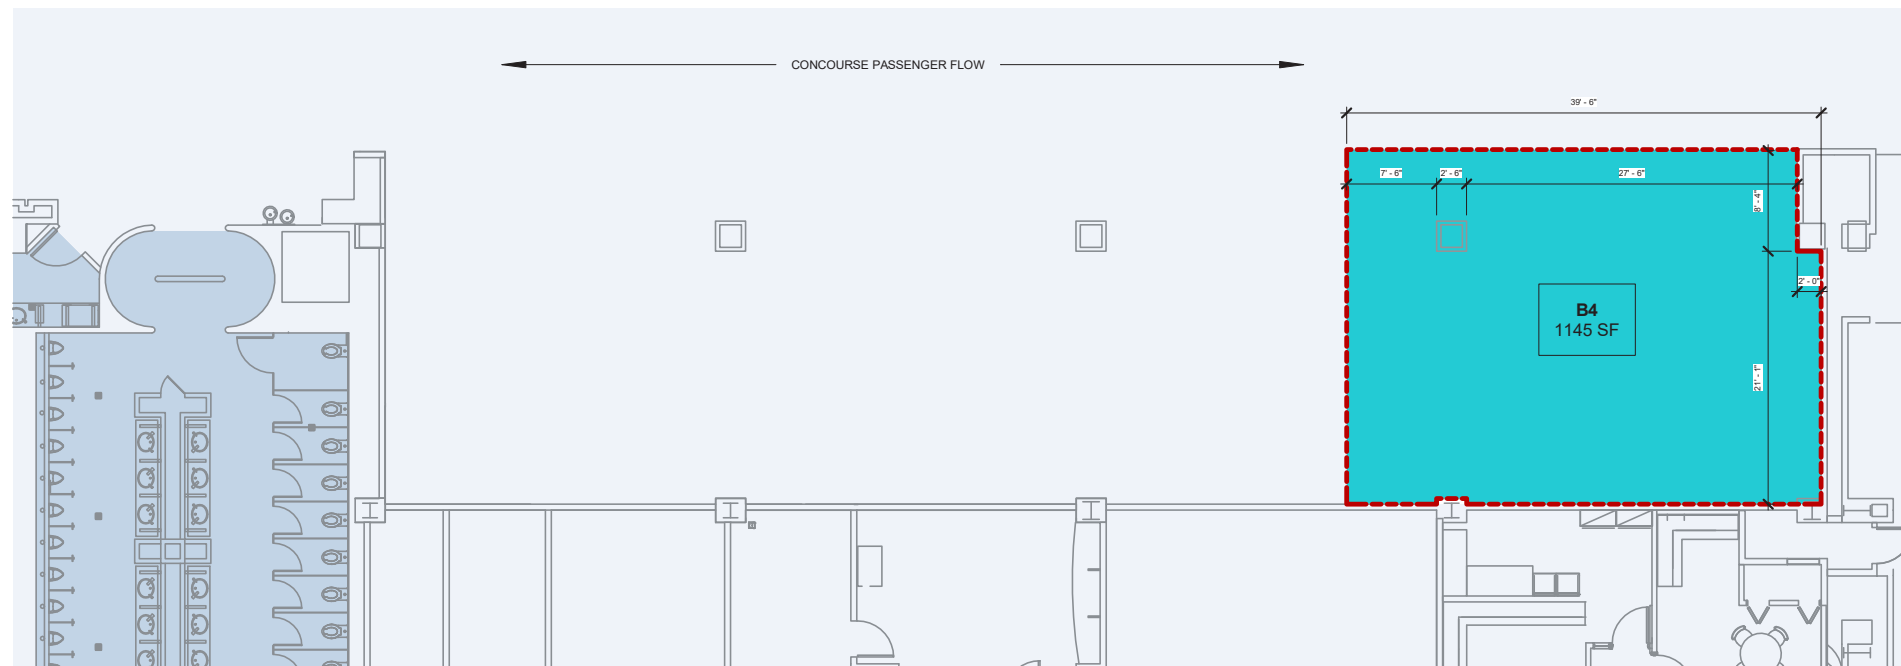 CONCOURSE PASSENGER FLOW
39' - 6"
7' - 6"
2' - 6"
27' - 6"
8' - 4"
2' - 0"
B4
1145 SF
21' - 1"